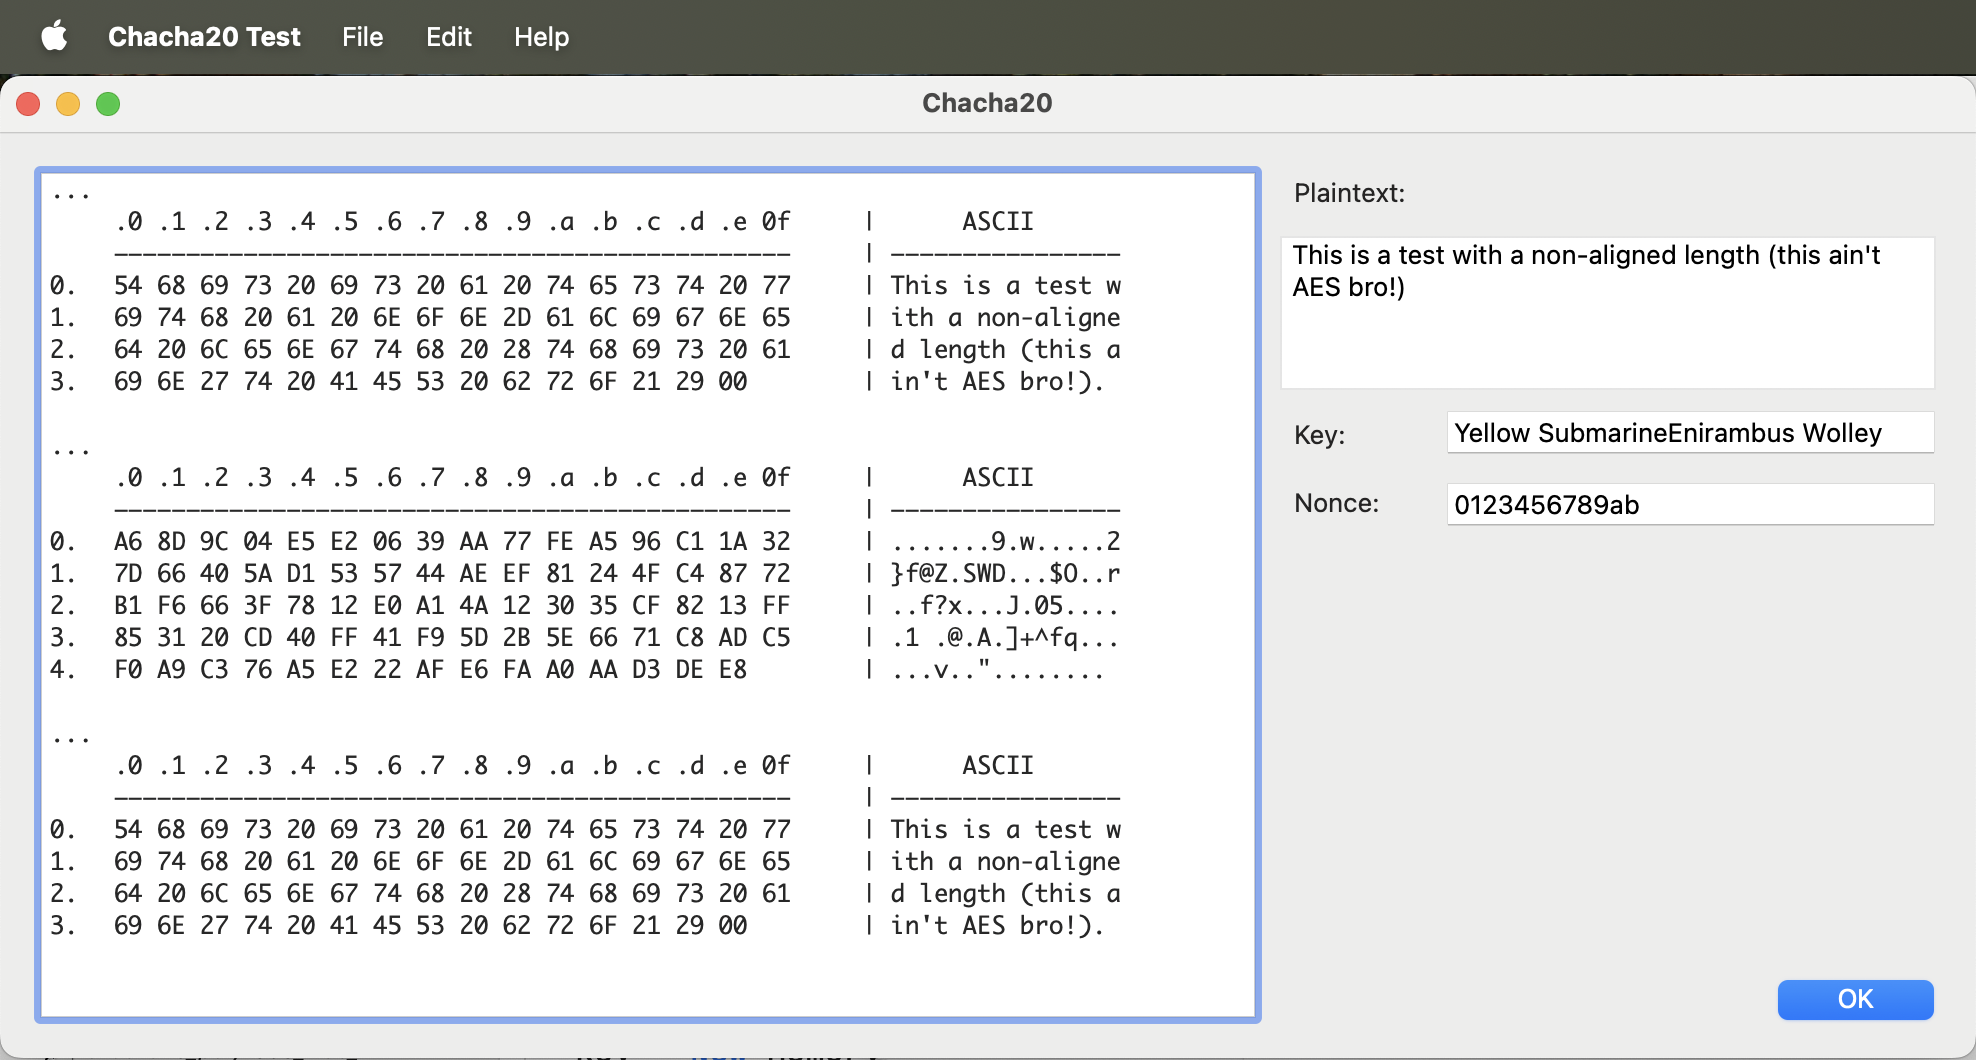 Chacha20 Test File Edit Help
Chacha20
...
.0 .1 .2 .3 .4 .5 .6 .7 .8 .9 .a .b .c .d .e 0f | ASCII
_______________________________________________ | ________________
0. 54 68 69 73 20 69 73 20 61 20 74 65 73 74 20 77 | This is a test w
1. 69 74 68 20 61 20 6E 6F 6E 2D 61 6C 69 67 6E 65 | ith a non-aligne
2. 64 20 6C 65 6E 67 74 68 20 28 74 68 69 73 20 61 | d length (this a
3. 69 6E 27 74 20 41 45 53 20 62 72 6F 21 29 00 | in't AES bro!).
...
.0 .1 .2 .3 .4 .5 .6 .7 .8 .9 .a .b .c .d .e 0f | ASCII
_______________________________________________ | ________________
0. A6 8D 9C 04 E5 E2 06 39 AA 77 FE A5 96 C1 1A 32 | .......9.w.....2
1. 7D 66 40 5A D1 53 57 44 AE EF 81 24 4F C4 87 72 | }f@Z.SWD...$O..r
2. B1 F6 66 3F 78 12 E0 A1 4A 12 30 35 CF 82 13 FF | ..f?x...J.05....
3. 85 31 20 CD 40 FF 41 F9 5D 2B 5E 66 71 C8 AD C5 | .1 .@.A.]+^fq...
4. F0 A9 C3 76 A5 E2 22 AF E6 FA A0 AA D3 DE E8 | ...v.."........
...
.0 .1 .2 .3 .4 .5 .6 .7 .8 .9 .a .b .c .d .e 0f | ASCII
_______________________________________________ | ________________
0. 54 68 69 73 20 69 73 20 61 20 74 65 73 74 20 77 | This is a test w
1. 69 74 68 20 61 20 6E 6F 6E 2D 61 6C 69 67 6E 65 | ith a non-aligne
2. 64 20 6C 65 6E 67 74 68 20 28 74 68 69 73 20 61 | d length (this a
3. 69 6E 27 74 20 41 45 53 20 62 72 6F 21 29 00 | in't AES bro!).
Plaintext:
This is a test with a non-aligned length (this ain't
AES bro!)
Key: Yellow SubmarineEnirambus Wolley
Nonce: 0123456789ab
OK